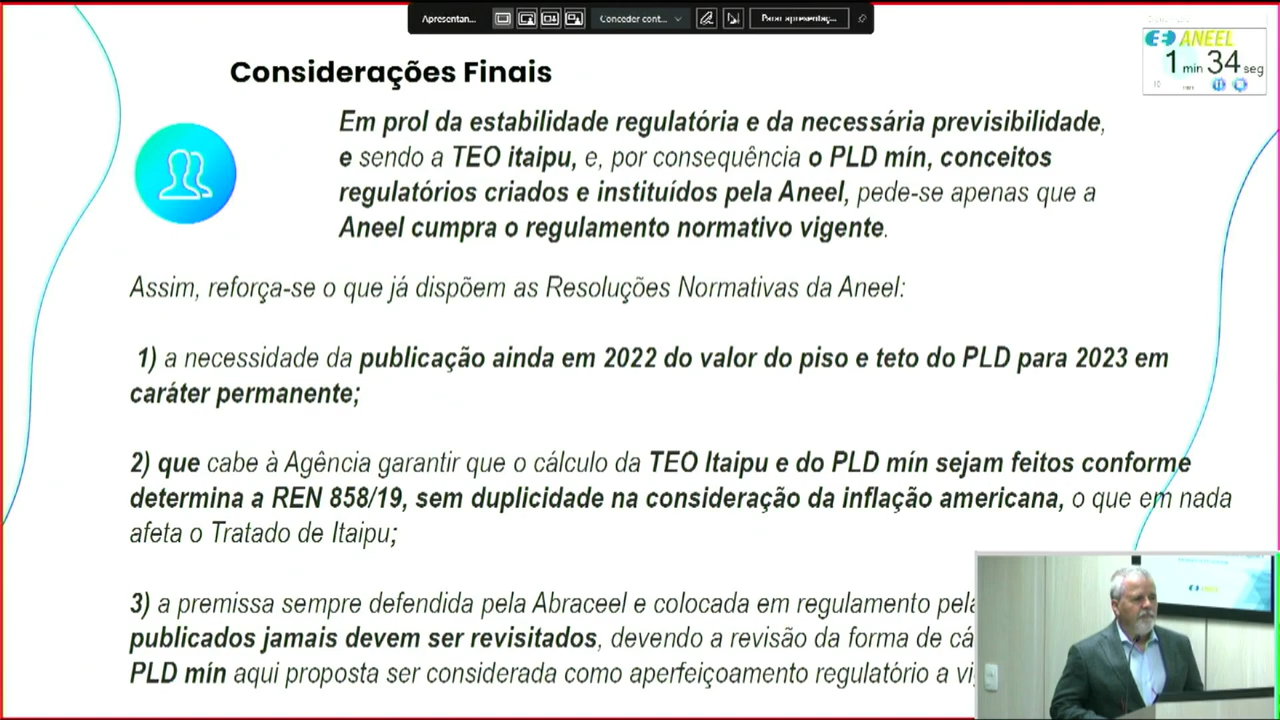 Apresentan...
Conceder cont...
Parar apresentaç...
ANEEL
1 min 34 seg
10
Considerações Finais
Em prol da estabilidade regulatória e da necessária previsibilidade,
e sendo a TEO itaipu, e, por consequência o PLD mín, conceitos
regulatórios criados e instituídos pela Aneel, pede-se apenas que a
Aneel cumpra o regulamento normativo vigente.
Assim, reforça-se o que já dispõem as Resoluções Normativas da Aneel:
1) a necessidade da publicação ainda em 2022 do valor do piso e teto do PLD para 2023 em
caráter permanente;
2) que cabe à Agência garantir que o cálculo da TEO Itaipu e do PLD mín sejam feitos conforme
determina a REN 858/19, sem duplicidade na consideração da inflação americana, o que em nada
afeta o Tratado de Itaipu;
3) a premissa sempre defendida pela Abraceel e colocada em regulamento pela
publicados jamais devem ser revisitados, devendo a revisão da forma de cá
PLD mín aqui proposta ser considerada como aperfeiçoamento regulatório a vi
ANEEL